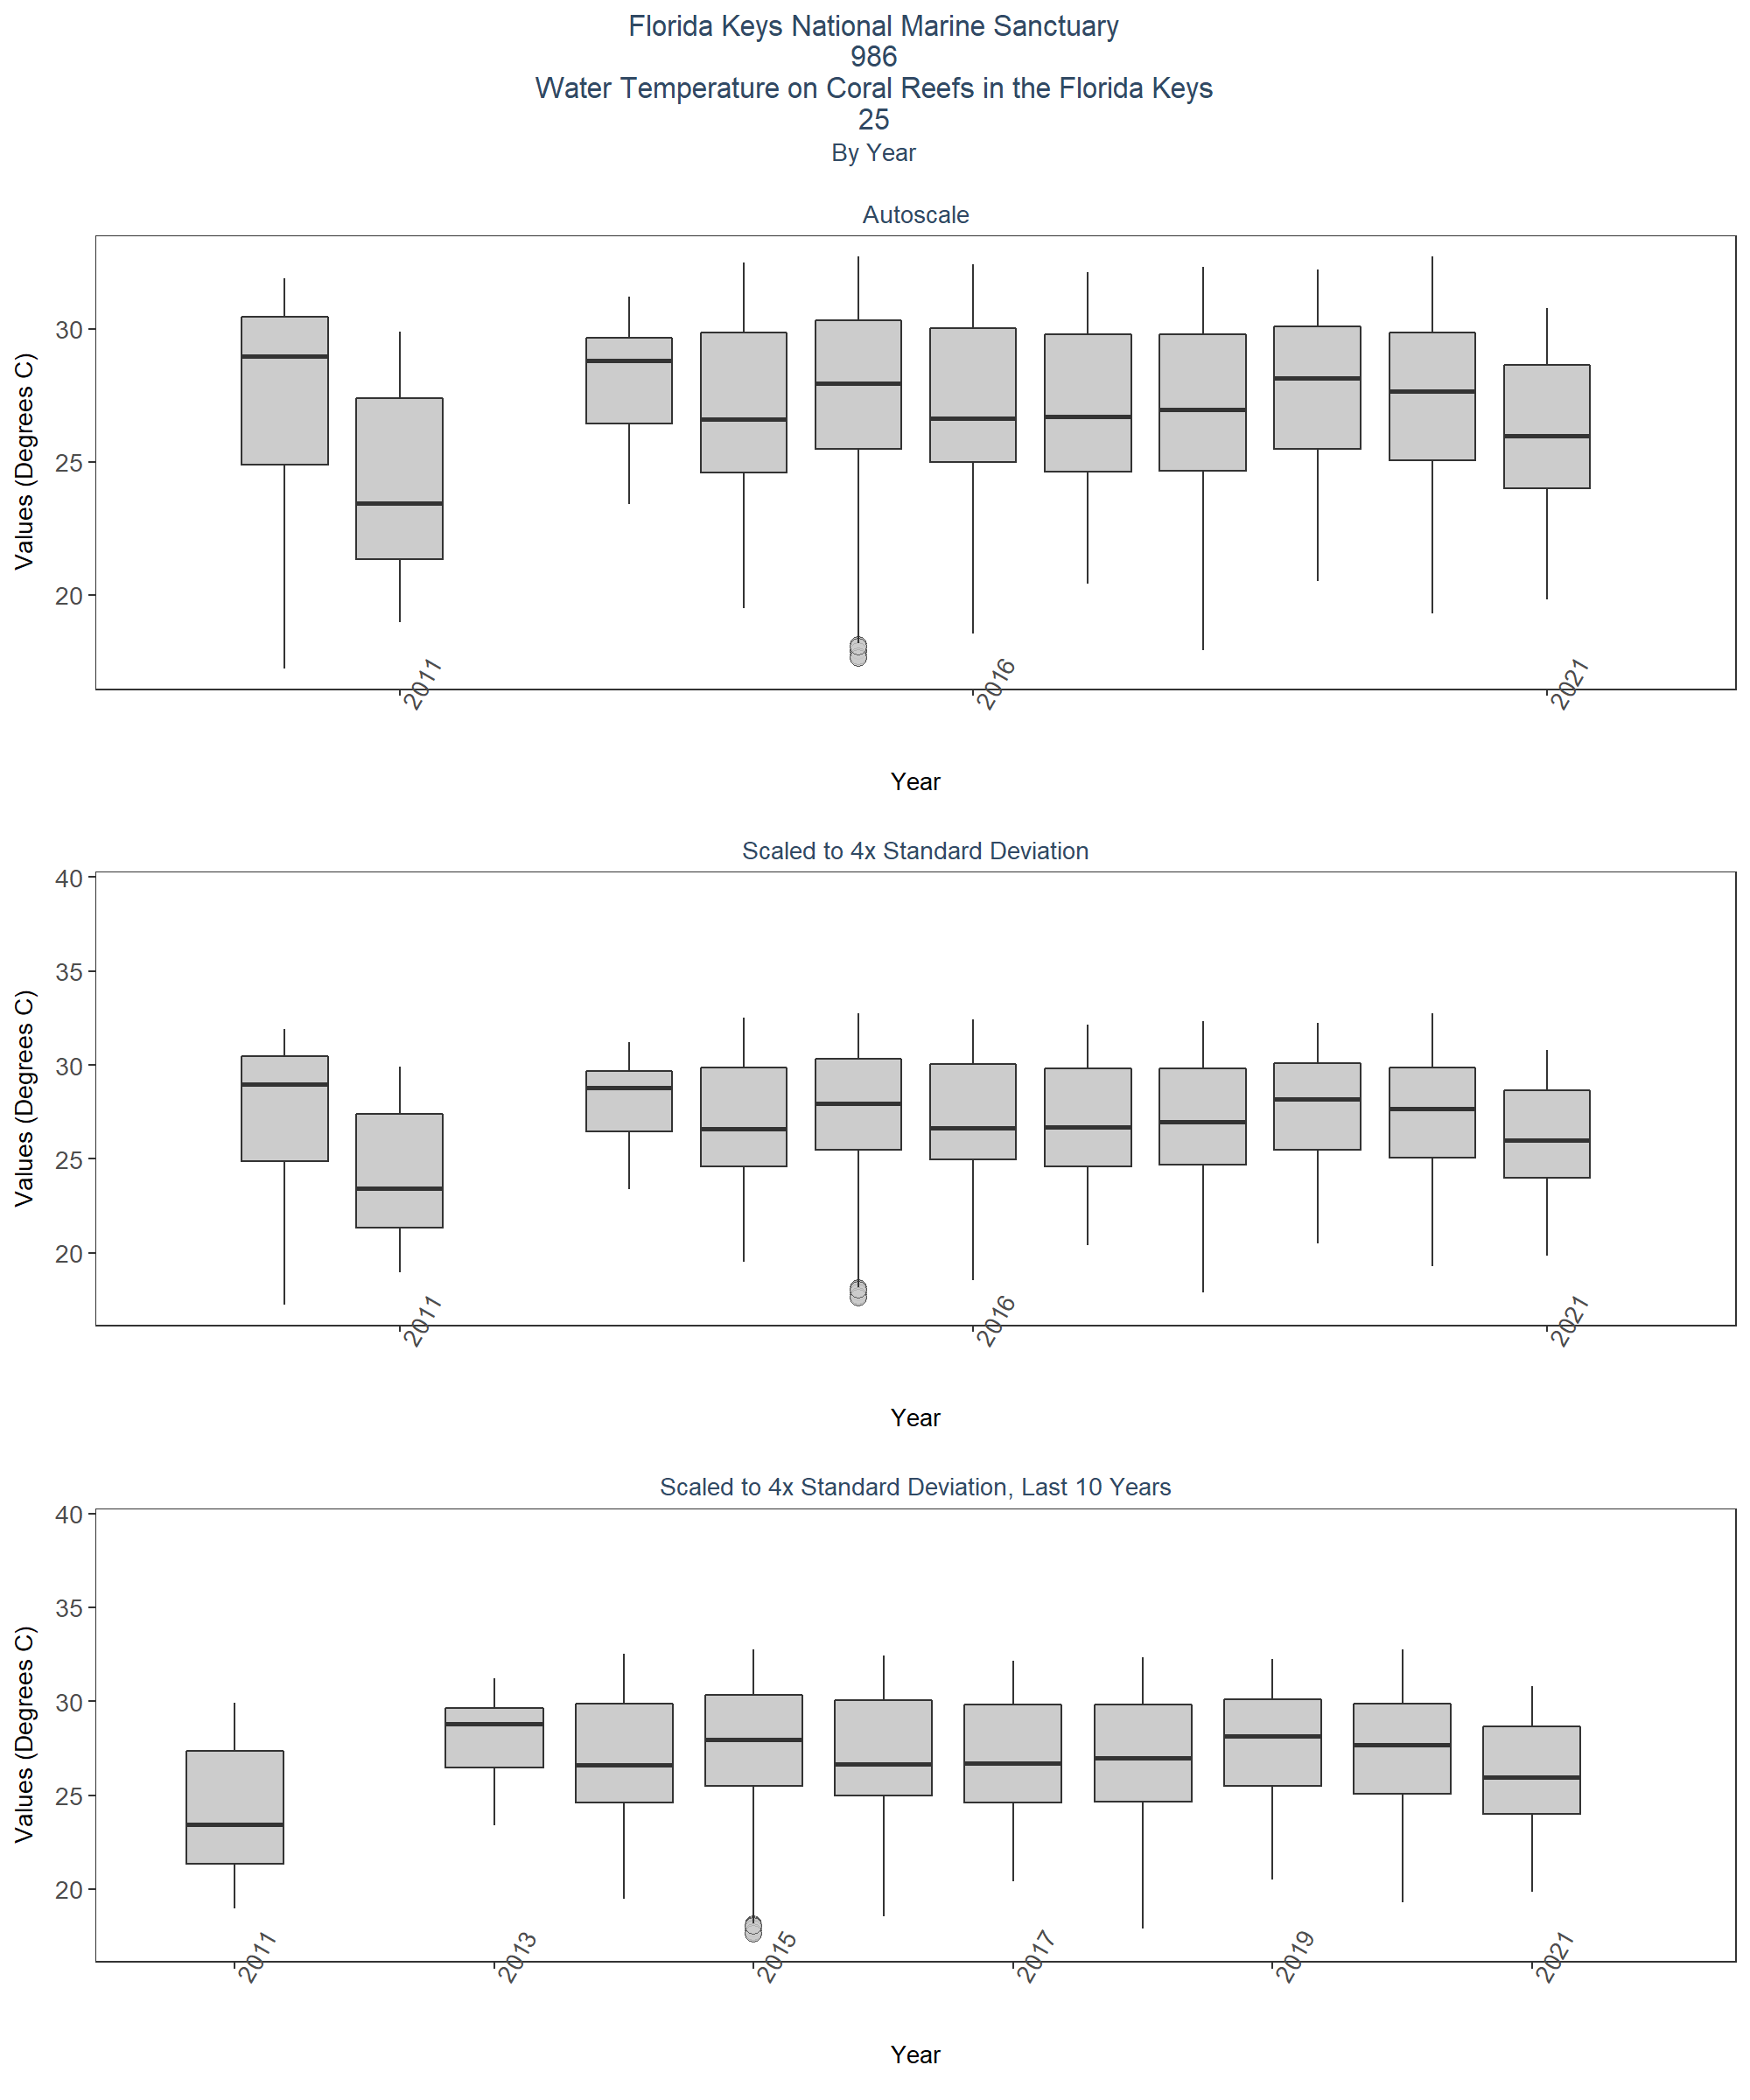 Florida Keys National Marine Sanctuary
986
Water Temperature on Coral Reefs in the Florida Keys
25
By Year
Autoscale
Values (Degrees C)
30
25
20
2011
2016
2021
Year
Scaled to 4x Standard Deviation
Values (Degrees C)
40
35
30
25
20
2011
2016
2021
Year
Scaled to 4x Standard Deviation, Last 10 Years
Values (Degrees C)
40
35
30
25
20
2011
2013
2015
2017
2019
2021
Year